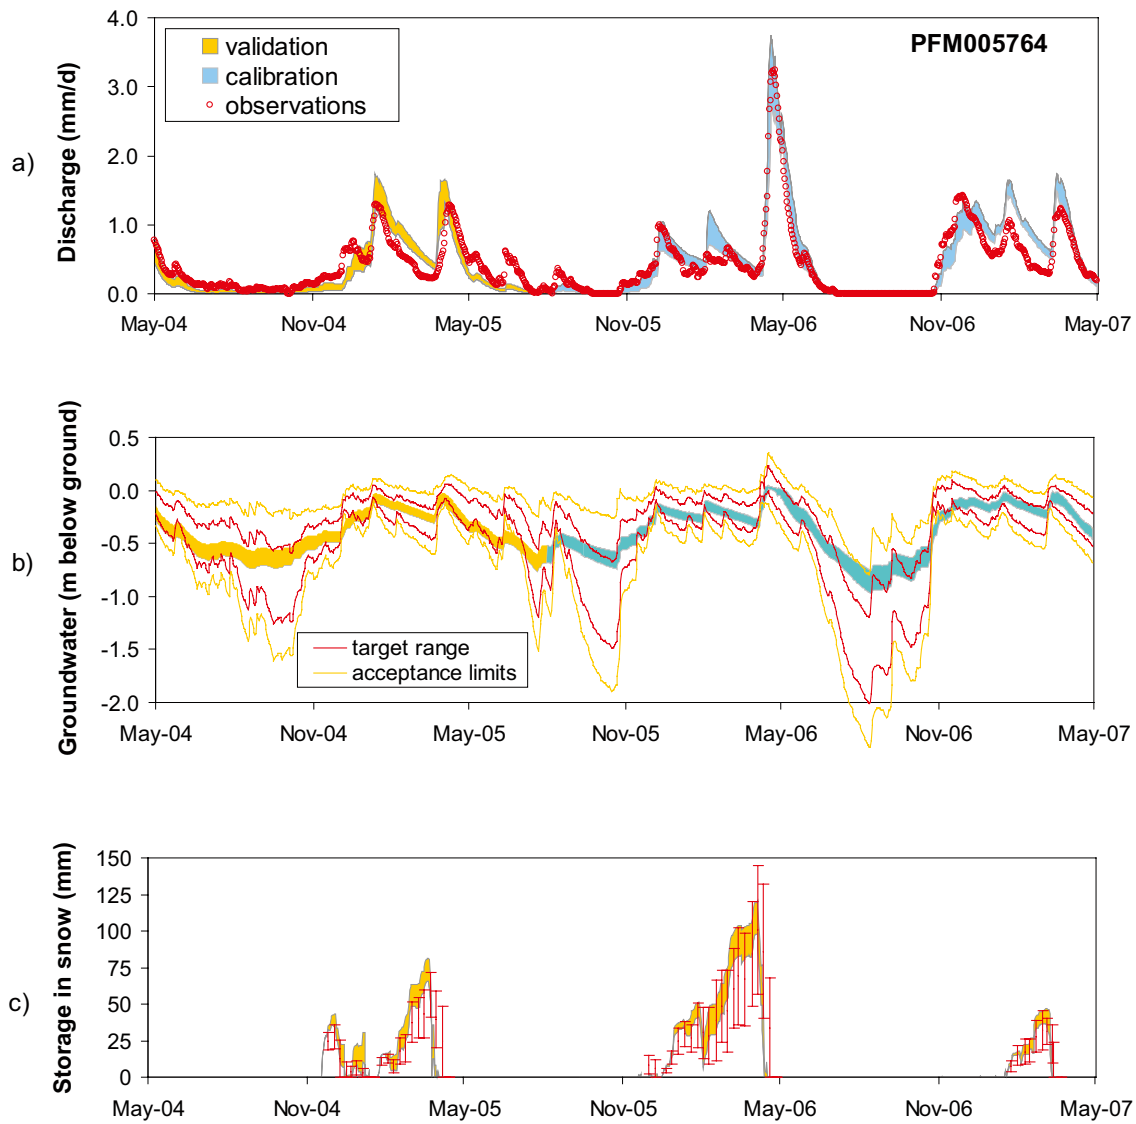 a)
Discharge (mm/d)
4.0
3.0
2.0
1.0
0.0
validation
calibration
observations
PFM005764
May-04 Nov-04 May-05 Nov-05 May-06 Nov-06 May-07
b)
Groundwater (m below ground)
0.5
0.0
-0.5
-1.0
-1.5
-2.0
target range
acceptance limits
May-04 Nov-04 May-05 Nov-05 May-06 Nov-06 May-07
c)
Storage in snow (mm)
150
125
100
75
50
25
0
May-04 Nov-04 May-05 Nov-05 May-06 Nov-06 May-07